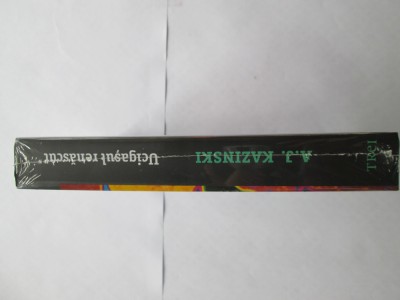 Ucigașul renăscut
A. J. KAZINSKI
TREI